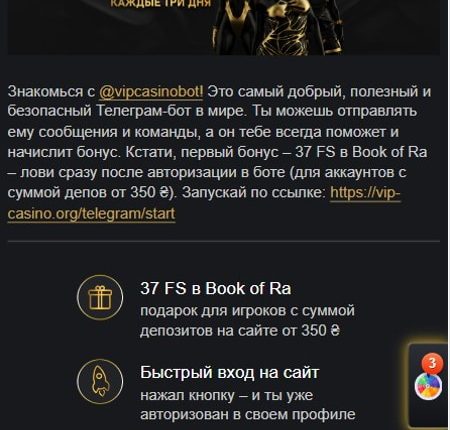 КАЖДЫЕ ТРИ ДНЯ
Знакомься с @vipcasinobot! Это самый добрый, полезный и
безопасный Телеграм-бот в мире. Ты можешь отправлять
ему сообщения и команды, а он тебе всегда поможет и
начислит бонус. Кстати, первый бонус – 37 FS в Book of Ra
– лови сразу после авторизации в боте (для аккаунтов с
суммой депов от 350 ₴). Запускай по ссылке: https://vip-
casino.org/telegram/start
37 FS в Book of Ra
подарок для игроков с суммой
депозитов на сайте от 350 ₴
3
Быстрый вход на сайт
нажал кнопку – и ты уже
авторизован в своем профиле